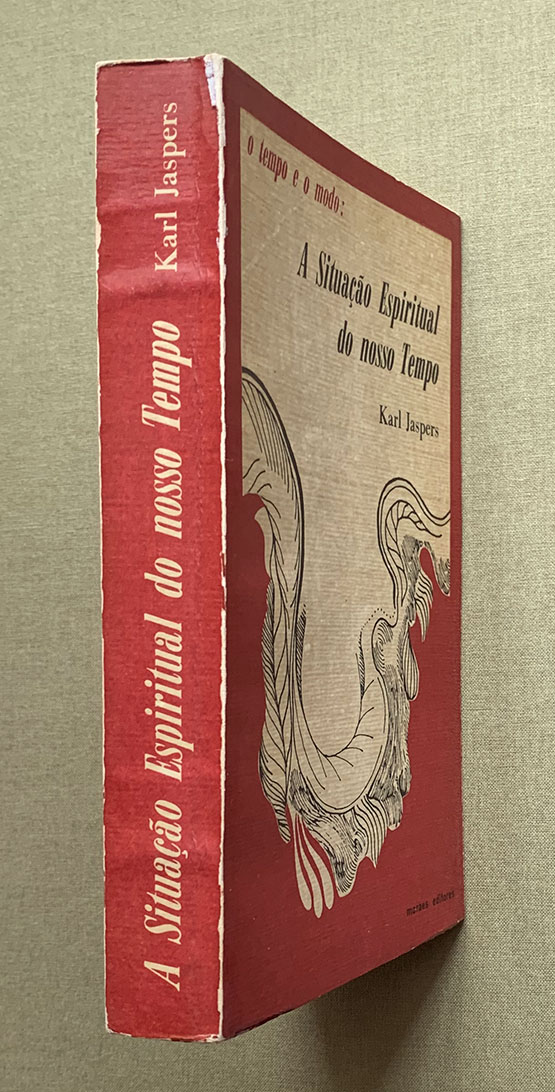 A Situação Espiritual do nosso Tempo Karl Jaspers
o tempo e o modo:
A Situação Espiritual
do nosso Tempo
Karl Jaspers
moraes editores